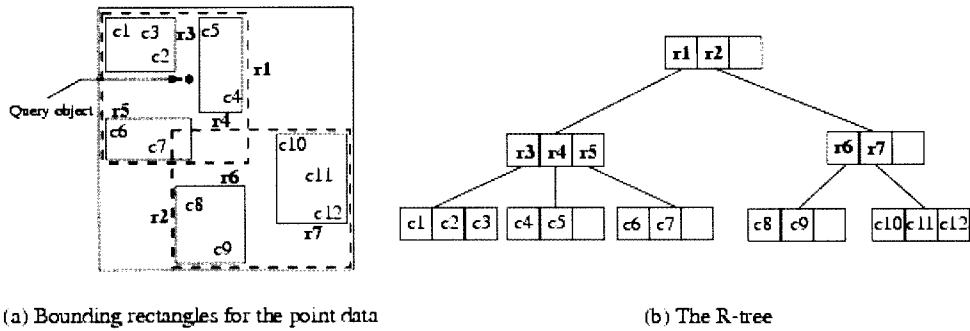 c1 c3 r3 c5
c2
r1
Query object
c4
r5 r4
c6
c7 c10
r6 c11
r2 c8 c12
r7
c9
(a) Bounding rectangles for the point data
r1 r2
r3 r4 r5
r6 r7
c1 c2 c3
c4 c5
c6 c7
c8 c9
c10 c11 c12
(b) The R-tree